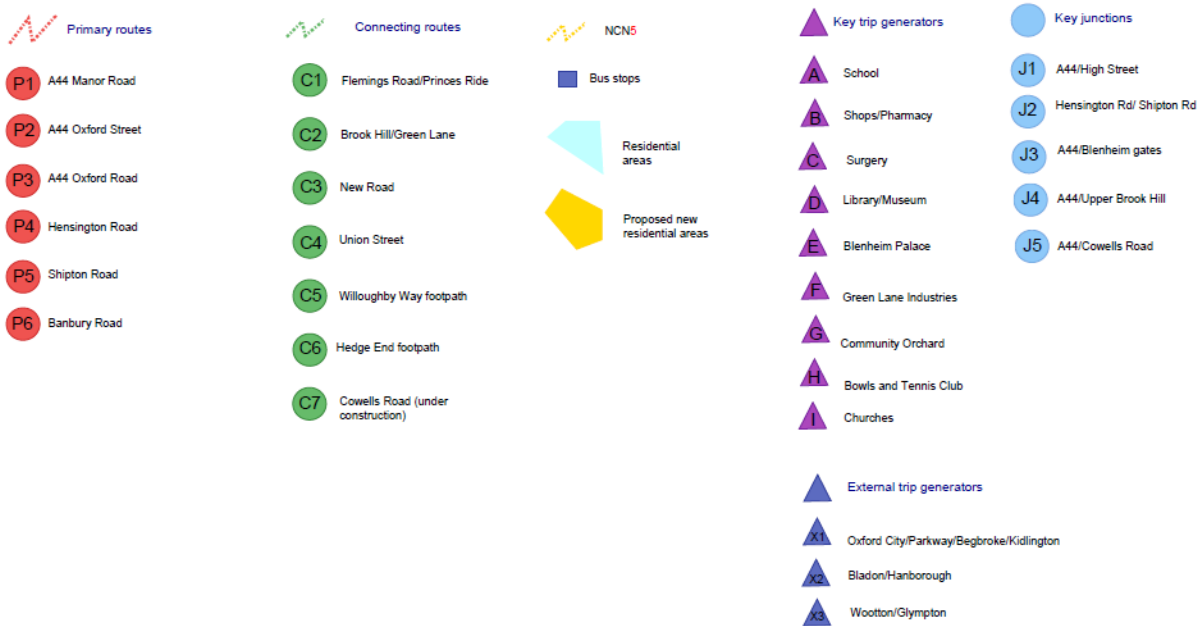 Primary routes
P1 A44 Manor Road
P2 A44 Oxford Street
P3 A44 Oxford Road
P4 Hensington Road
P5 Shipton Road
P6 Banbury Road
Connecting routes
C1 Flemings Road/Princes Ride
C2 Brook Hill/Green Lane
C3 New Road
C4 Union Street
C5 Willoughby Way footpath
C6 Hedge End footpath
C7 Cowells Road (under
construction)
NCN5
Bus stops
Residential
areas
Proposed new
residential areas
Key trip generators
A School
B Shops/Pharmacy
C Surgery
D Library/Museum
E Blenheim Palace
F Green Lane Industries
G Community Orchard
H Bowls and Tennis Club
I Churches
External trip generators
X1 Oxford City/Parkway/Begbroke/Kidlington
X2 Bladon/Hanborough
X3 Wootton/Glympton
Key junctions
J1 A44/High Street
J2 Hensington Rd/ Shipton Rd
J3 A44/Blenheim gates
J4 A44/Upper Brook Hill
J5 A44/Cowells Road